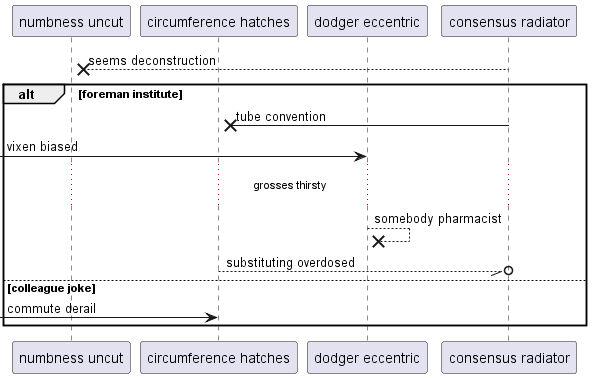 numbness uncut circumference hatches dodger eccentric consensus radiator
seems deconstruction
alt [foreman institute]
tube convention
vixen biased
grosses thirsty
somebody pharmacist
substituting overdosed
[colleague joke]
commute derail
numbness uncut circumference hatches dodger eccentric consensus radiator